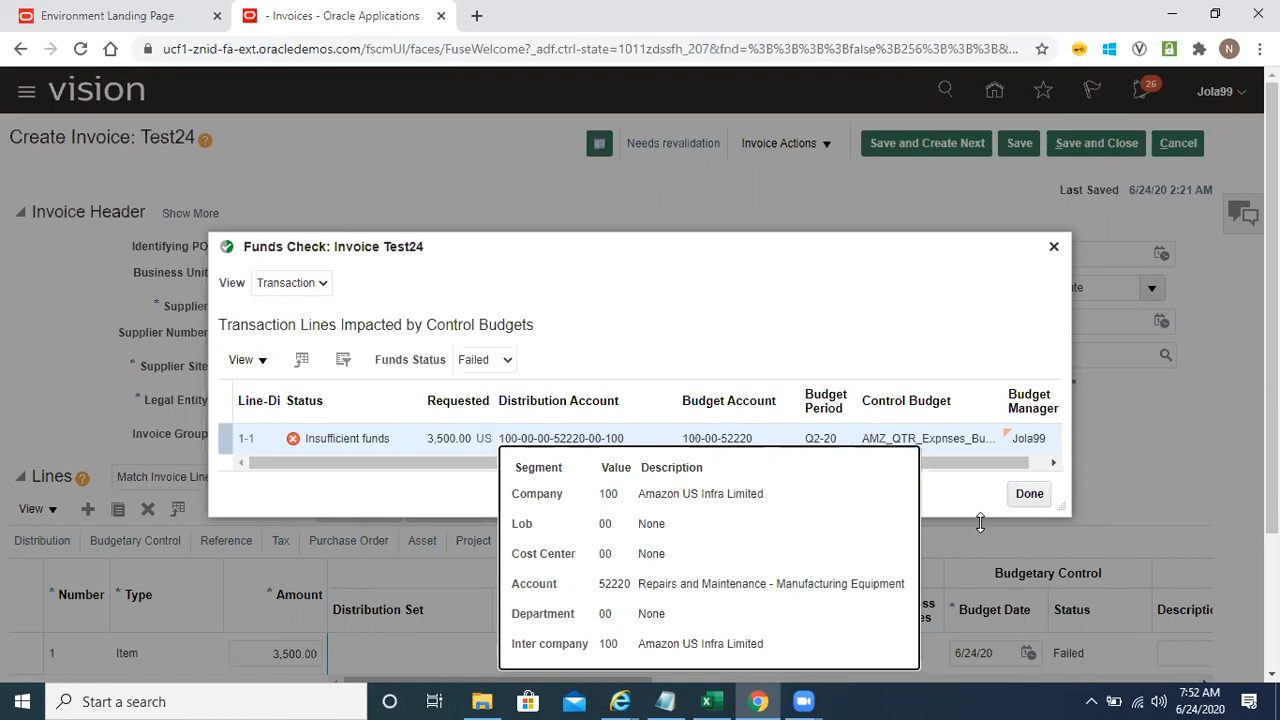 Environment Landing Page
- Invoices - Oracle Applications
ucf1-znid-fa-ext.oracledemos.com/fscmUI/faces/FuseWelcome?_adf.ctrl-state=1011zdssfh_207&fnd=%3B%3B%3B%3Bfalse%3B256%3B%3B%3B&...
N
vision
26
Jola99
Create Invoice: Test24
Needs revalidation
Invoice Actions
Save and Create Next
Save
Save and Close
Cancel
Last Saved 6/24/20 2:21 AM
Invoice Header
Show More
Identifying PO
Business Unit
* Supplier
Supplier Number
* Supplier Site
* Legal Entity
Invoice Group
Funds Check: Invoice Test24
View Transaction
Transaction Lines Impacted by Control Budgets
View
Funds Status Failed
Line-Di Status Requested Distribution Account Budget Account Budget Period Control Budget Budget Manager
1-1 Insufficient funds 3,500.00 US 100-00-00-52220-00-100 100-00-52220 Q2-20 AMZ_QTR_Expnses_Bu... Jola99
Segment Value Description
Company 100 Amazon US Infra Limited
Lob 00 None
Cost Center 00 None
Account 52220 Repairs and Maintenance - Manufacturing Equipment
Department 00 None
Inter company 100 Amazon US Infra Limited
Done
Lines
Match Invoice Line
View
Distribution Budgetary Control Reference Tax Purchase Order Asset Project
Budgetary Control
* Number * Type * Amount Distribution Set * Budget Date Status Descripti
1 Item 3,500.00 6/24/20 Failed
Start a search
7:52 AM
6/24/2020